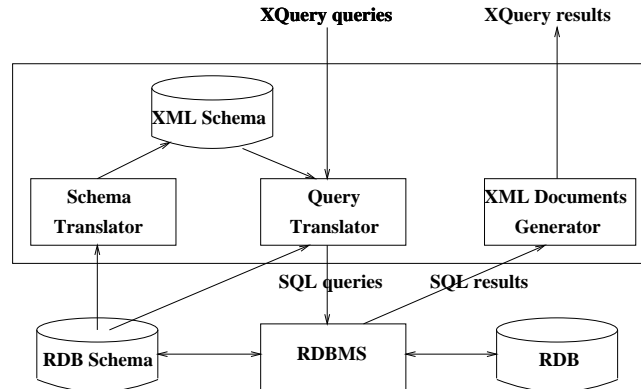 XQuery queries
XQuery results
XML Schema
Schema
Translator
Query
Translator
XML Documents
Generator
SQL queries
SQL results
RDB Schema
RDBMS
RDB